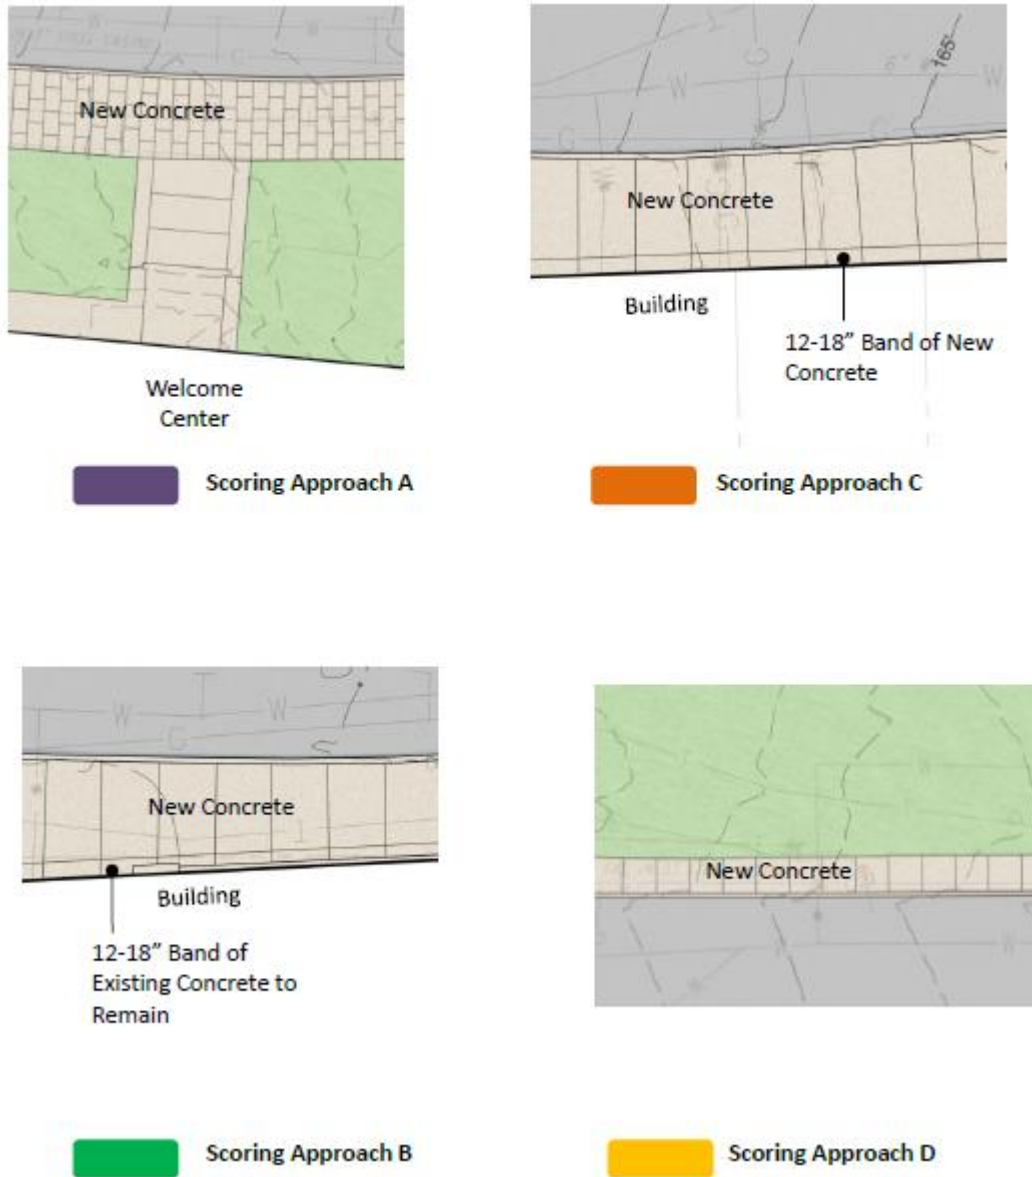 New Concrete
Welcome
Center
Scoring Approach A
W
G
165'
W
W
G
New Concrete
Building
12-18” Band of New
Concrete
Scoring Approach C
W
W
G
New Concrete
Building
12-18” Band of
Existing Concrete to
Remain
Scoring Approach B
New Concrete
Scoring Approach D